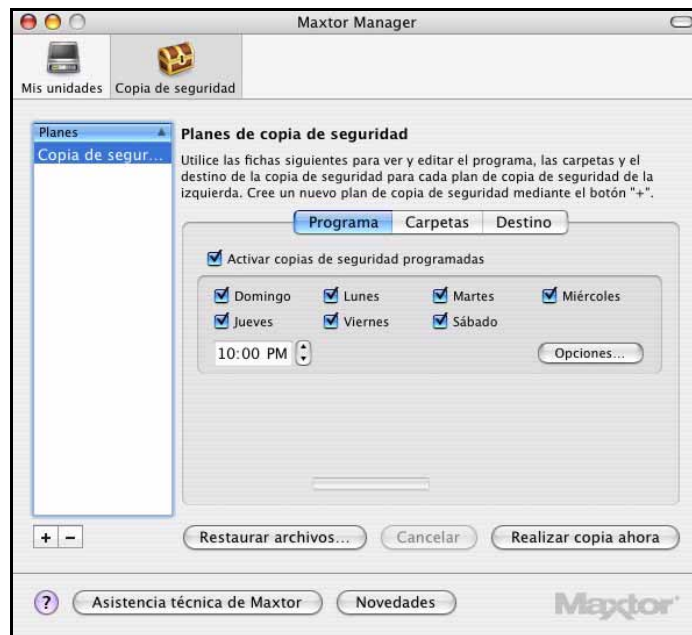 Maxtor Manager
Mis unidades
Copia de seguridad
Planes
Copia de segur...
Planes de copia de seguridad
Utilice las fichas siguientes para ver y editar el programa, las carpetas y el
destino de la copia de seguridad para cada plan de copia de seguridad de la
izquierda. Cree un nuevo plan de copia de seguridad mediante el botón "+".
Programa Carpetas Destino
Activar copias de seguridad programadas
Domingo Lunes Martes Miércoles
Jueves Viernes Sábado
10:00 PM Opciones...
+ - Restaurar archivos... Cancelar Realizar copia ahora
? Asistencia técnica de Maxtor Novedades Maxtor